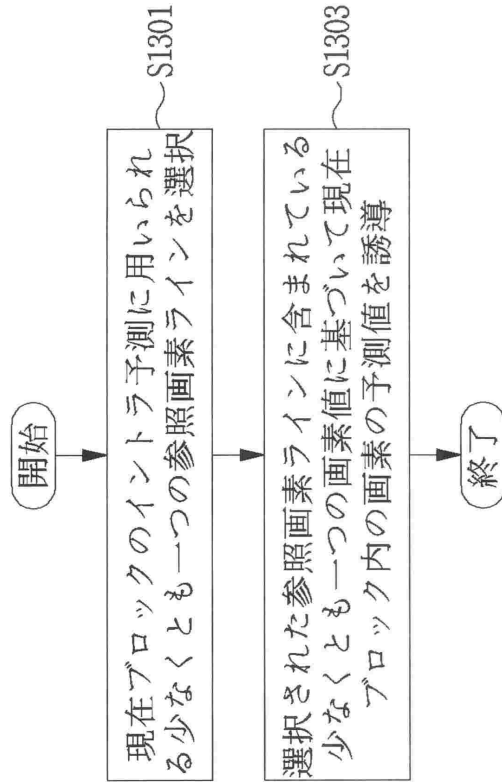 開始
現在ブロックのイントラ予測に用いられ
る少なくとも一つの参照画素ラインを選択
S1301
選択された参照画素ラインに含まれている
少なくとも一つの画素値に基づいて現在
ブロック内の画素の予測値を誘導
S1303
終了